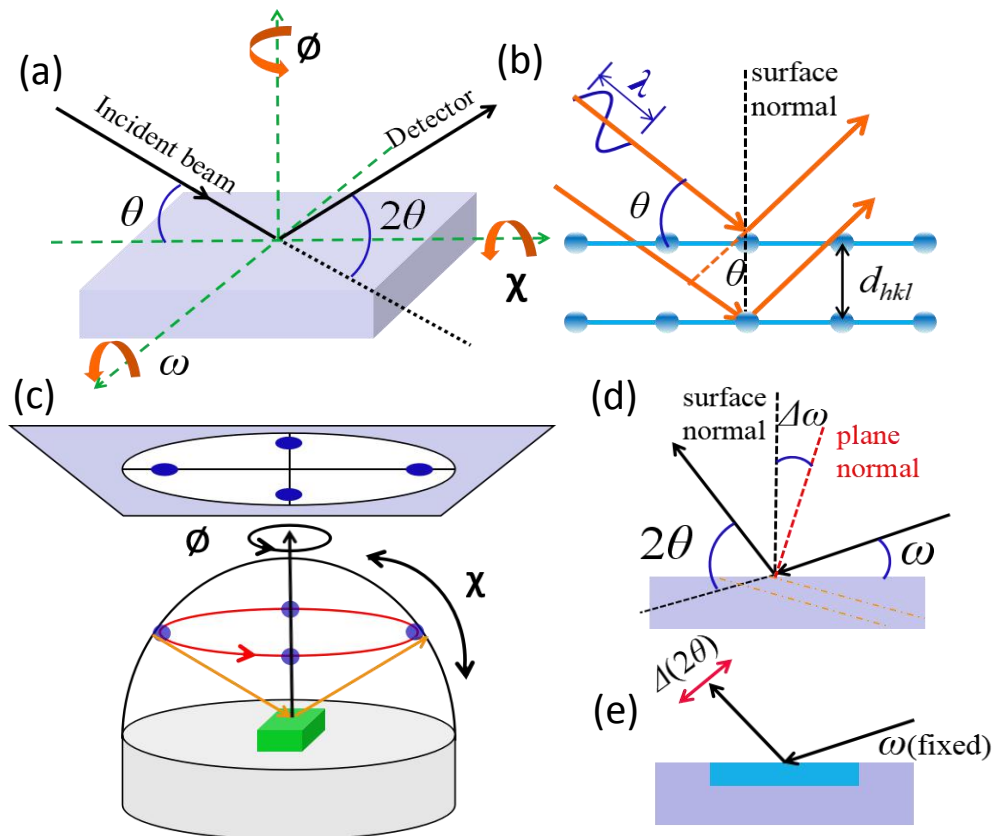 (a)
ϕ
Incident beam
Detector
θ
2θ
χ
ω
(b)
λ
surface
normal
θ
θ
d_hkl
(c)
ϕ
χ
(d)
surface
normal
Δω
plane
normal
2θ
ω
(e)
Δ(2θ)
ω(fixed)